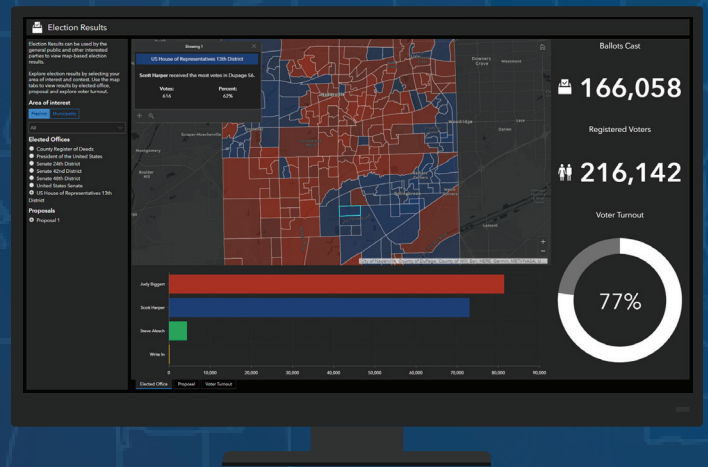 Election Results
Election Results can be used by the
general public and other interested
parties to view map-based election
results.
Explore election results by selecting your
area of interest and contest. Use the map
tabs to view results by elected office,
proposal and explore voter turnout.
Area of interest
Precinct Municipality
All
Elected Offices
County Register of Deeds
President of the United States
Senate 24th District
Senate 42nd District
Senate 40th District
United States Senate
US House of Representatives 13th
District
Proposals
Proposal 1
Showing 1
US House of Representatives 13th District
Scott Harper received the most votes in Dupage 56.
Votes: Percent:
616 62%
Downers
Grove
Westmont
Woodridge
Darien
Lemont
Montgomery
Boulder
Hill
Judy Biggert
Scott Harper
Steve Alesch
Write In
0 10,000 20,000 30,000 40,000 50,000 60,000 70,000 80,000 90,000
Elected Office Proposal Voter Turnout
Ballots Cast
166,058
Registered Voters
216,142
Voter Turnout
77%